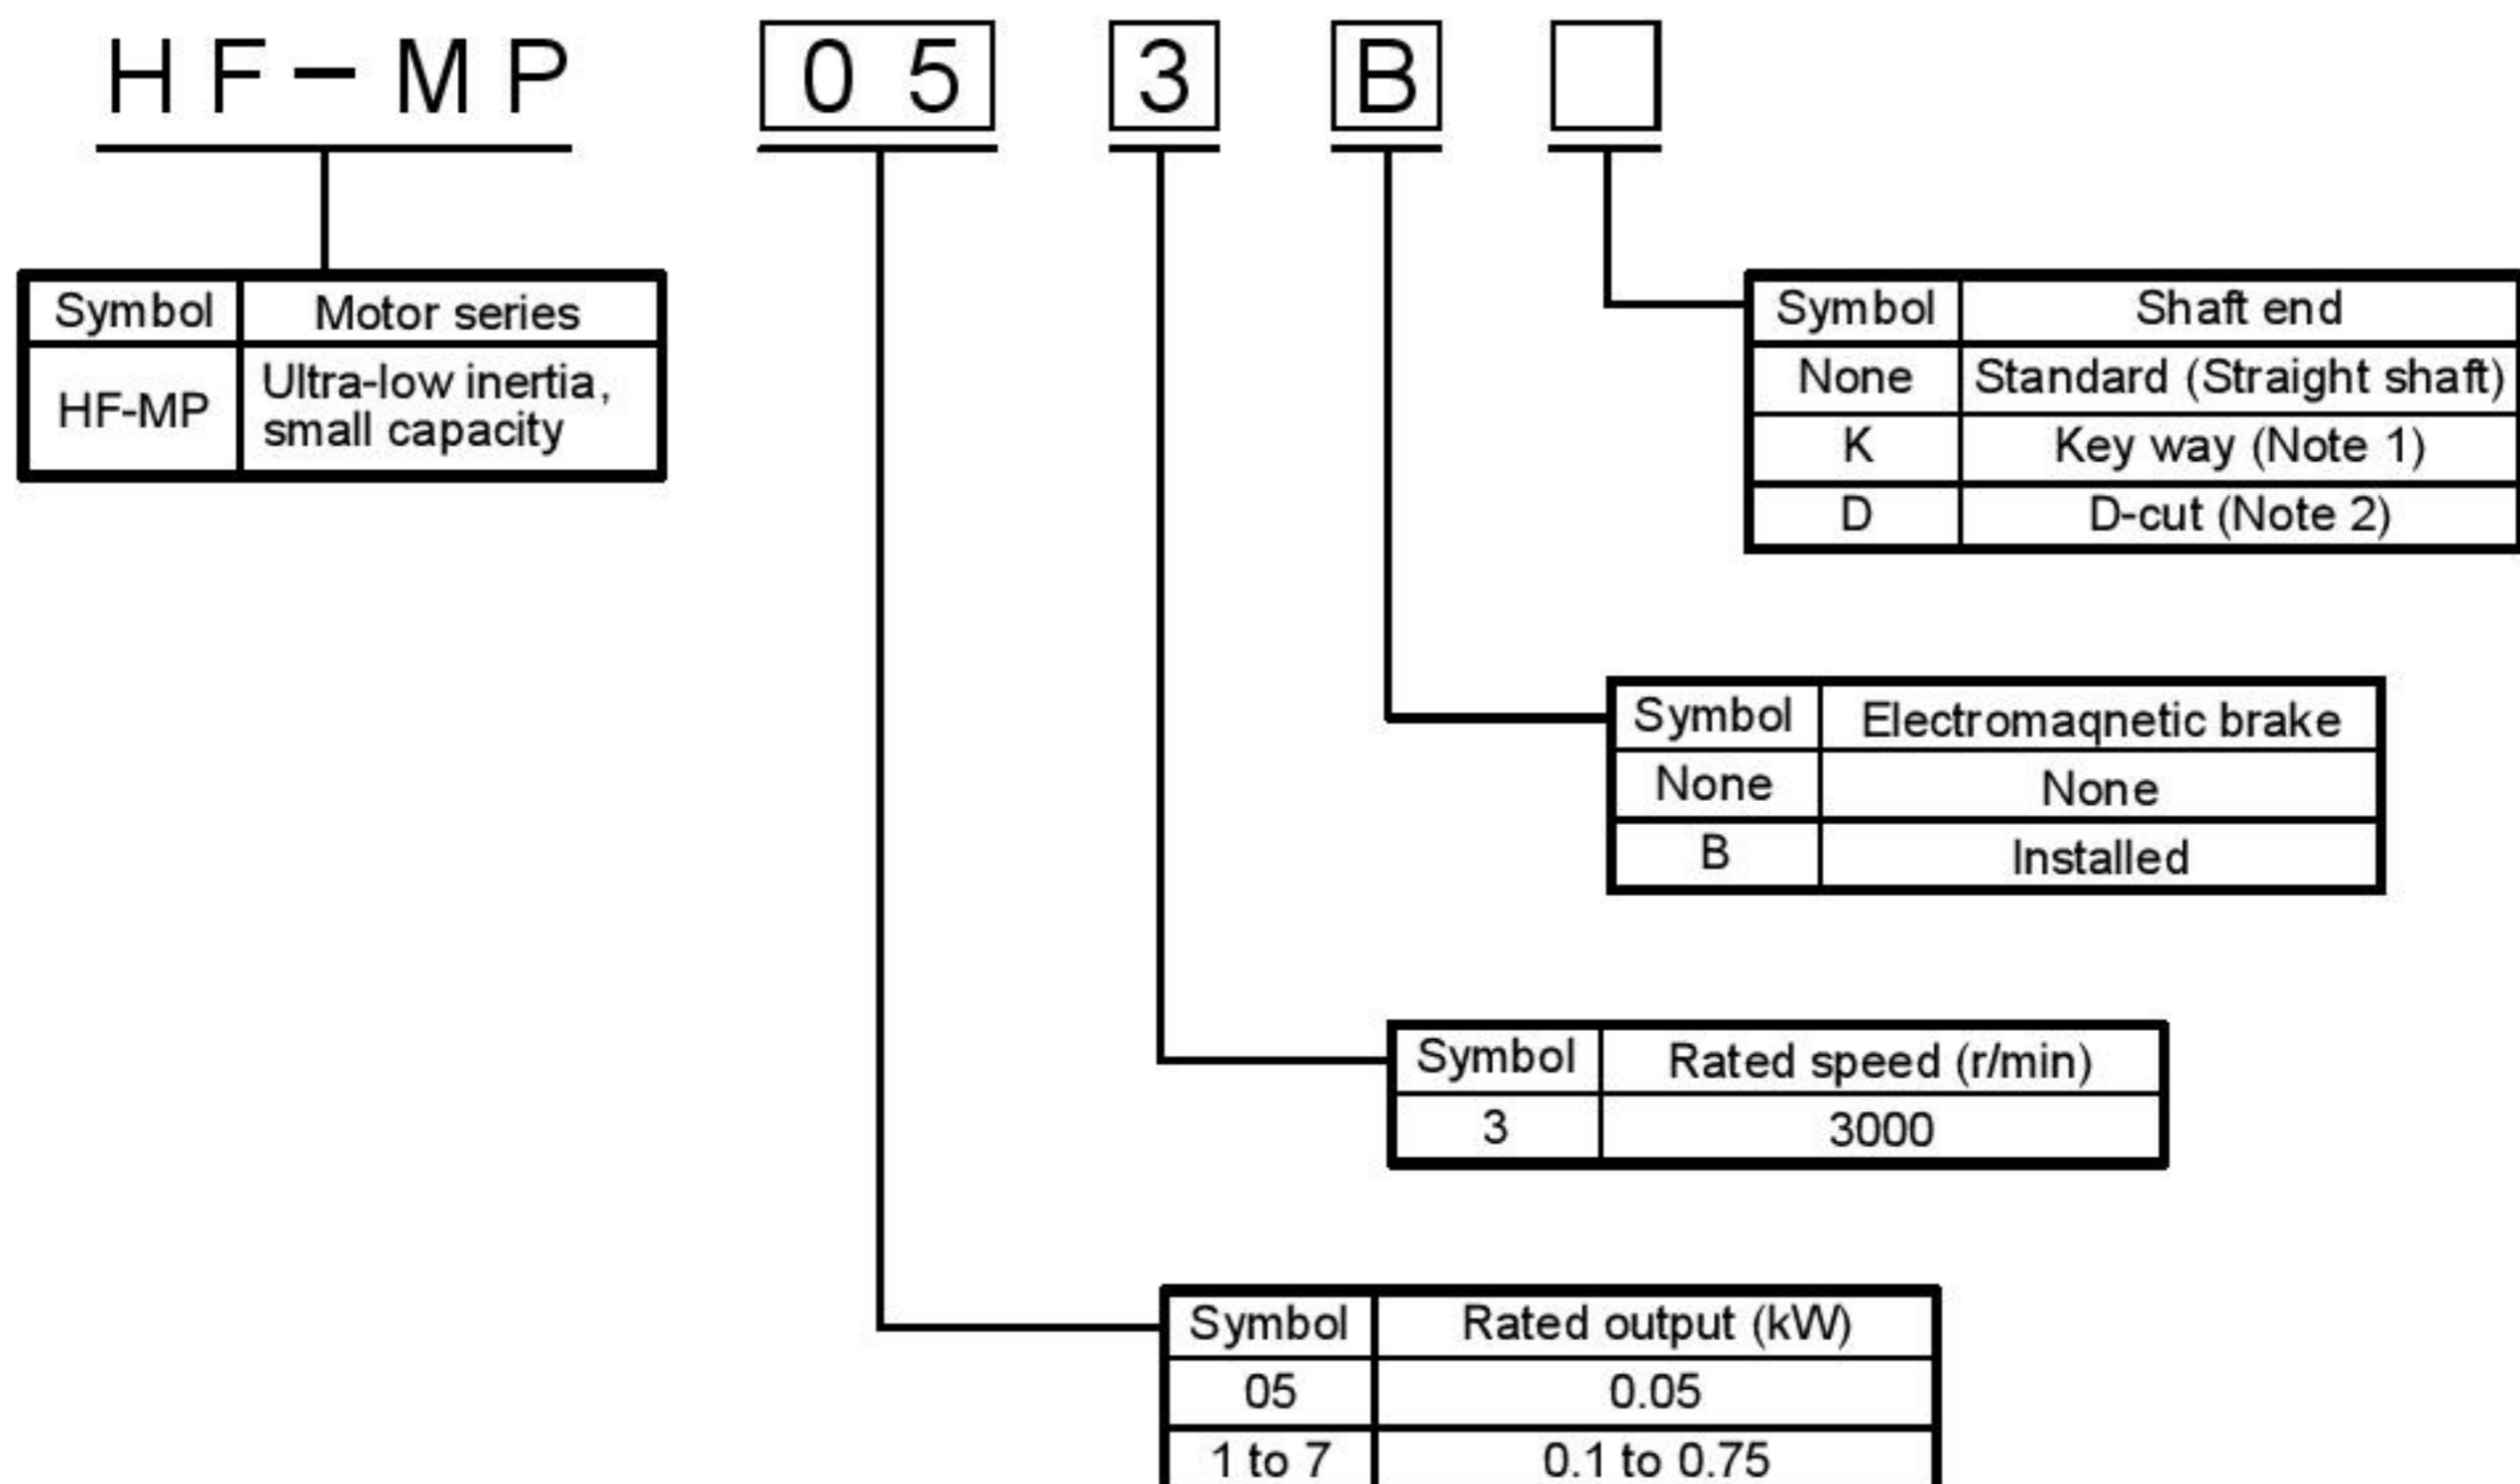 HF-MP 05 3 B
Symbol Motor series
HF-MP Ultra-low inertia,
small capacity
Symbol Shaft end
None Standard (Straight shaft)
K Key way (Note 1)
D D-cut (Note 2)
Symbol Electromaqnetic brake
None None
B Installed
Symbol Rated speed (r/min)
3 3000
Symbol Rated output (kW)
05 0.05
1 to 7 0.1 to 0.75